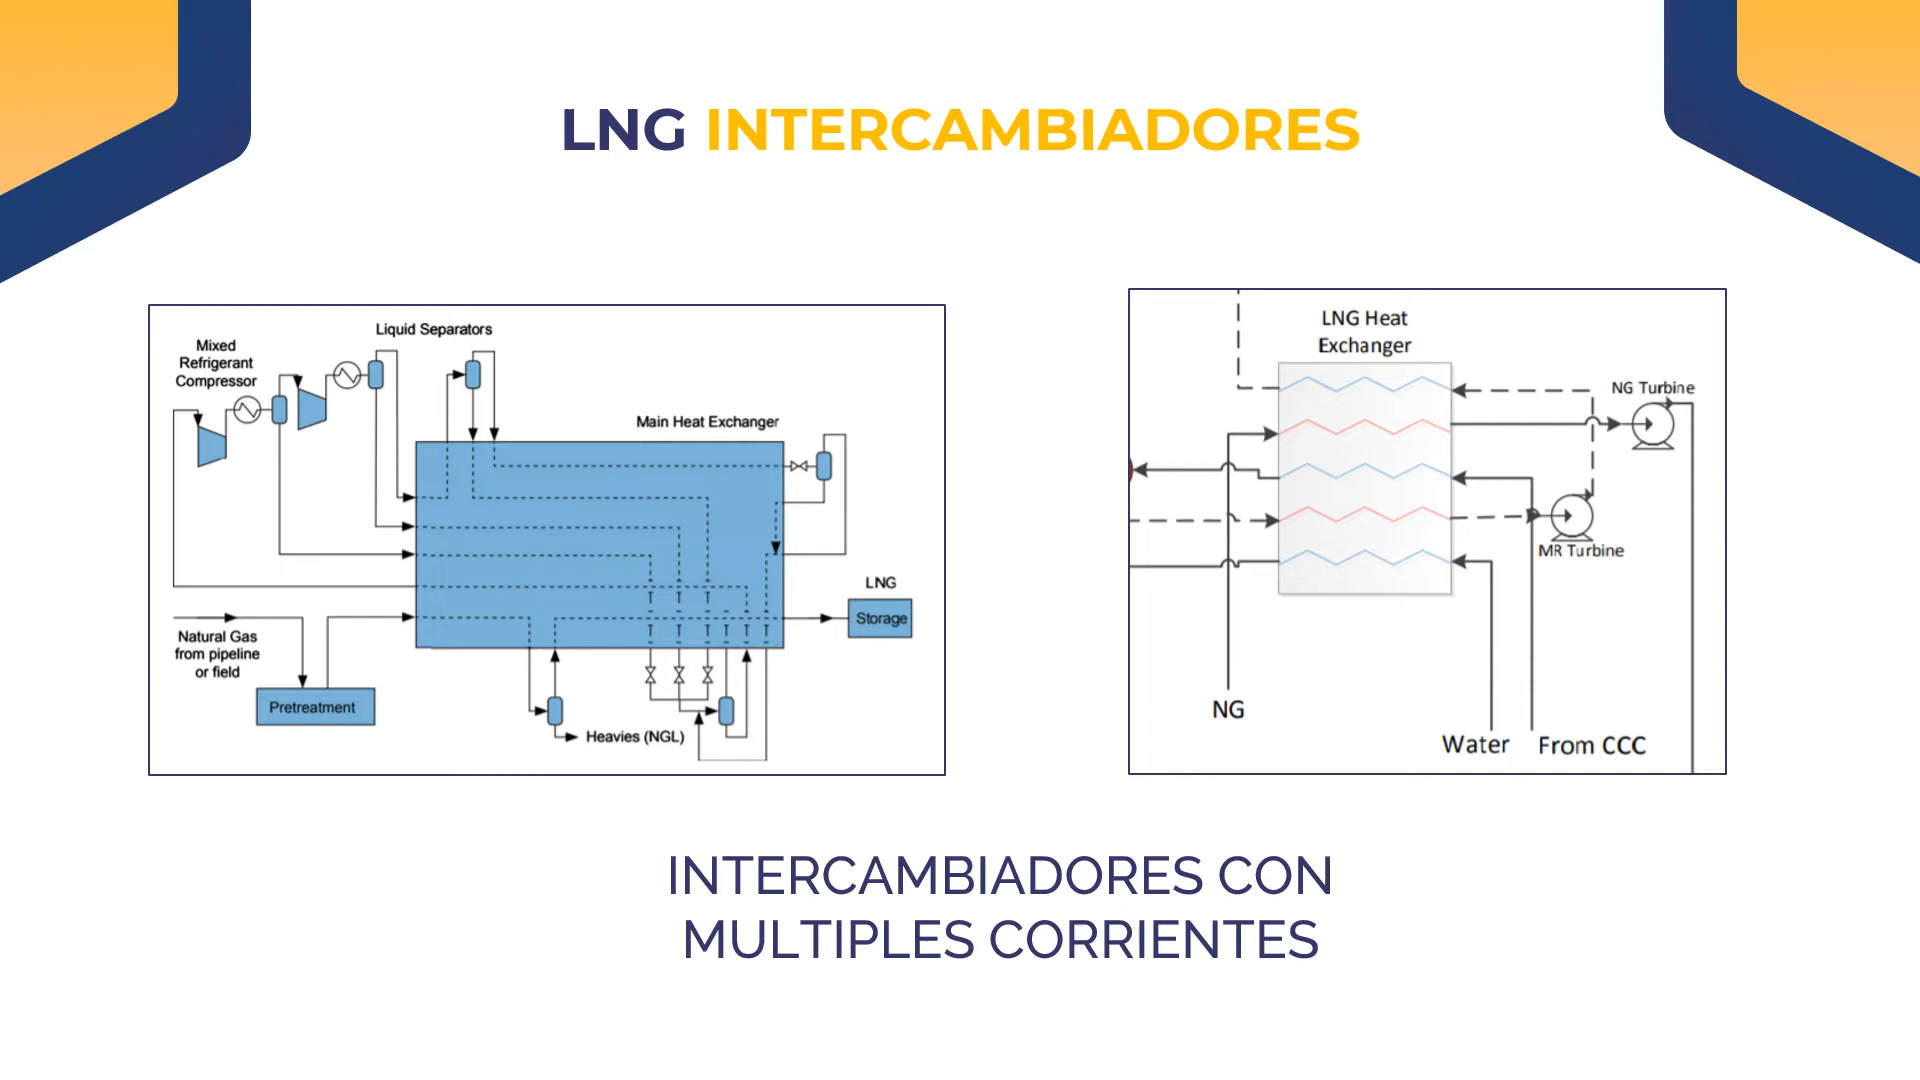 LNG INTERCAMBIADORES
Liquid Separators
Mixed
Refrigerant
Compressor
Main Heat Exchanger
LNG
Storage
Natural Gas
from pipeline
or field
Pretreatment
Heavies (NGL)
LNG Heat
Exchanger
NG Turbine
MR Turbine
NG
Water
From CCC
INTERCAMBIADORES CON
MULTIPLES CORRIENTES